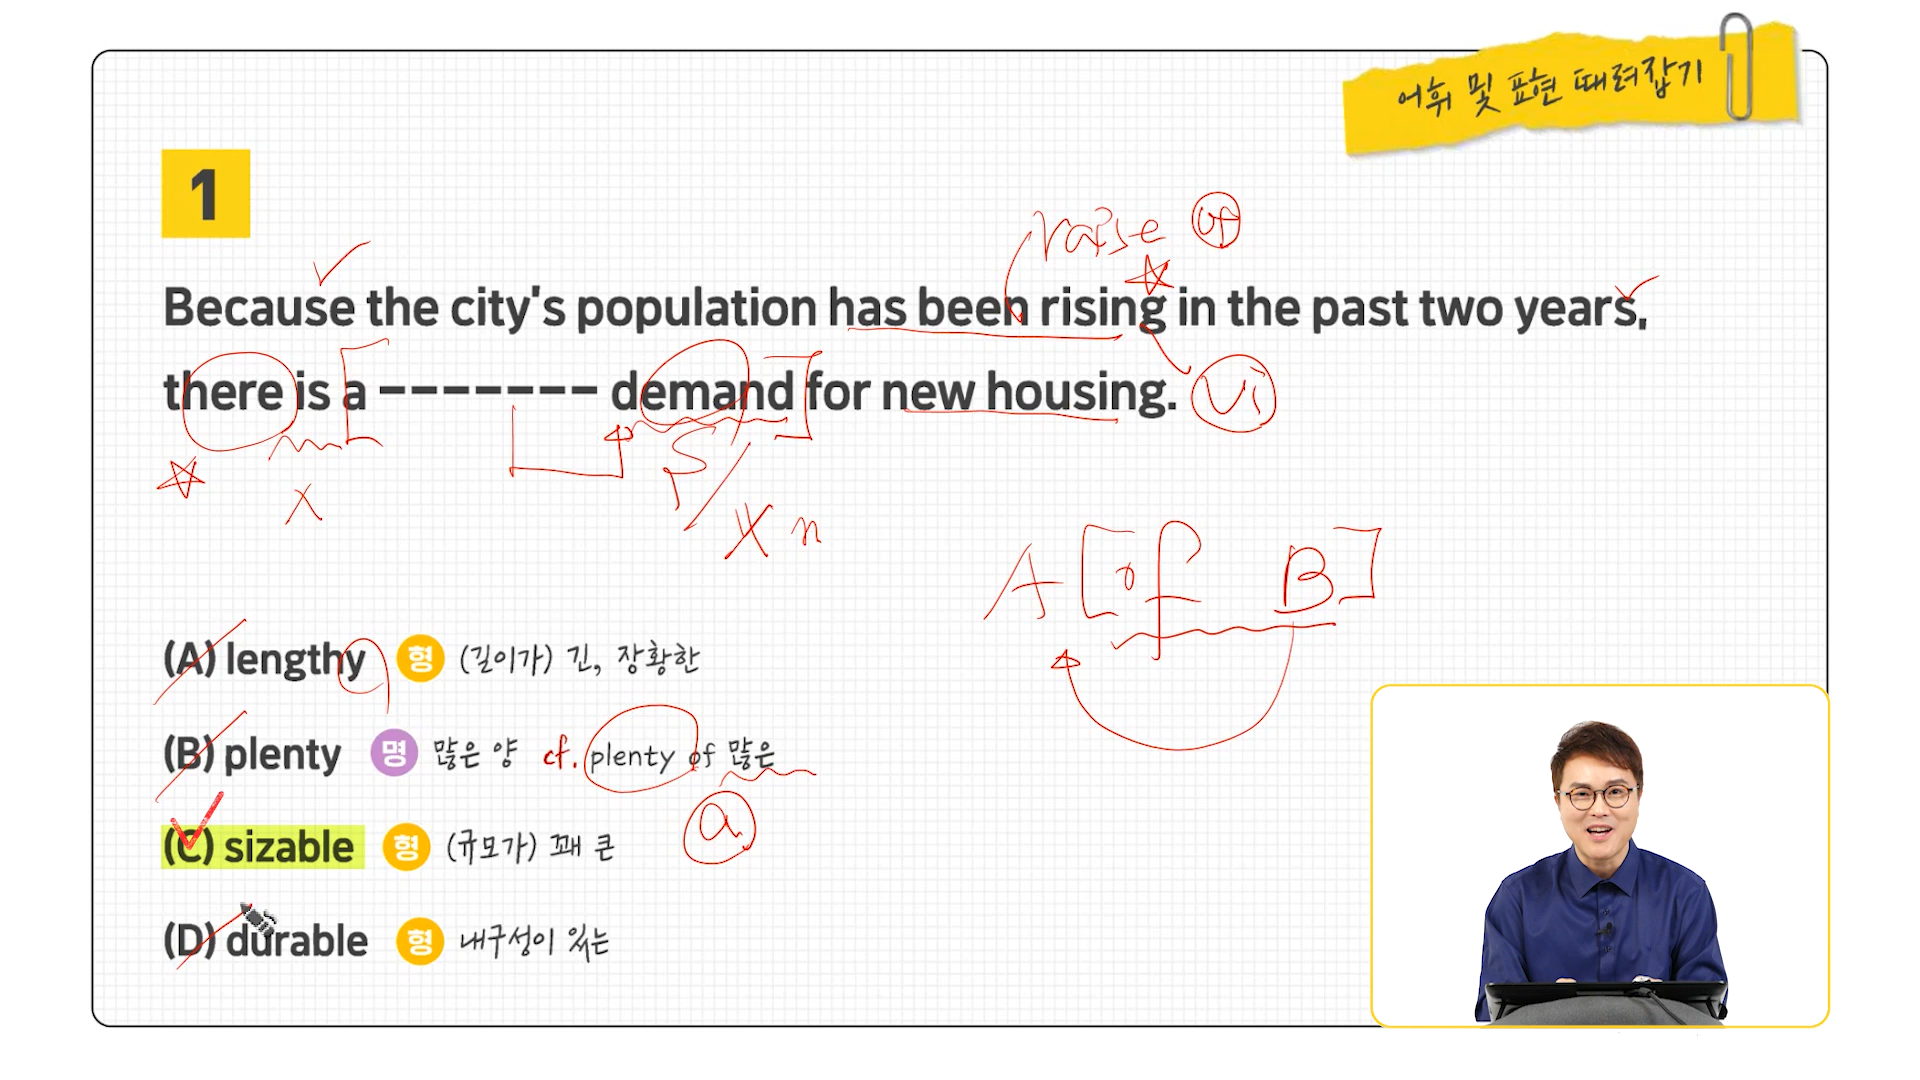 어휘 및 표현 때려잡기
1
raise vt
Because the city's population has been rising in the past two years,
there is a ------- demand for new housing. vi
S
X
X n
A [of B]
(A) lengthy 형 (길이가) 긴, 장황한
(B) plenty 명 많은 양 cf. plenty of 많은
a
(C) sizable 형 (규모가) 꽤 큰
(D) durable 형 내구성이 있는